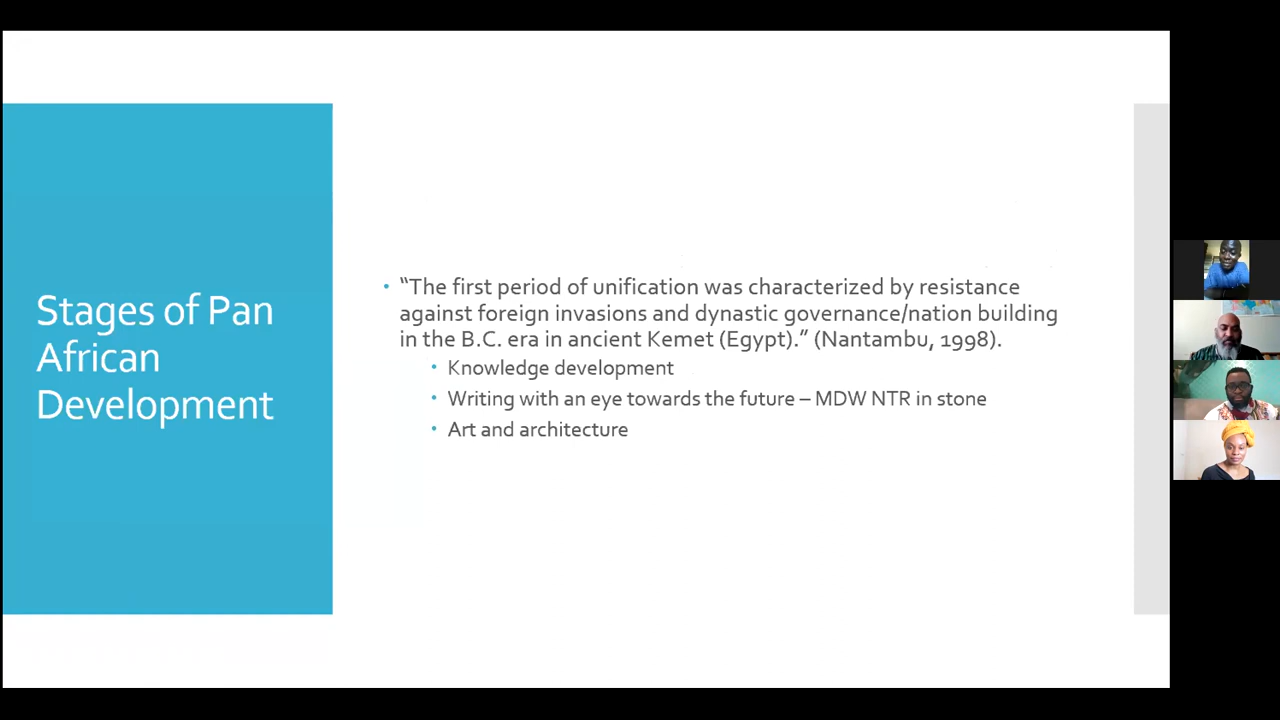 Stages of Pan
African
Development
“The first period of unification was characterized by resistance
against foreign invasions and dynastic governance/nation building
in the B.C. era in ancient Kemet (Egypt).” (Nantambu, 1998).
Knowledge development
Writing with an eye towards the future – MDW NTR in stone
Art and architecture